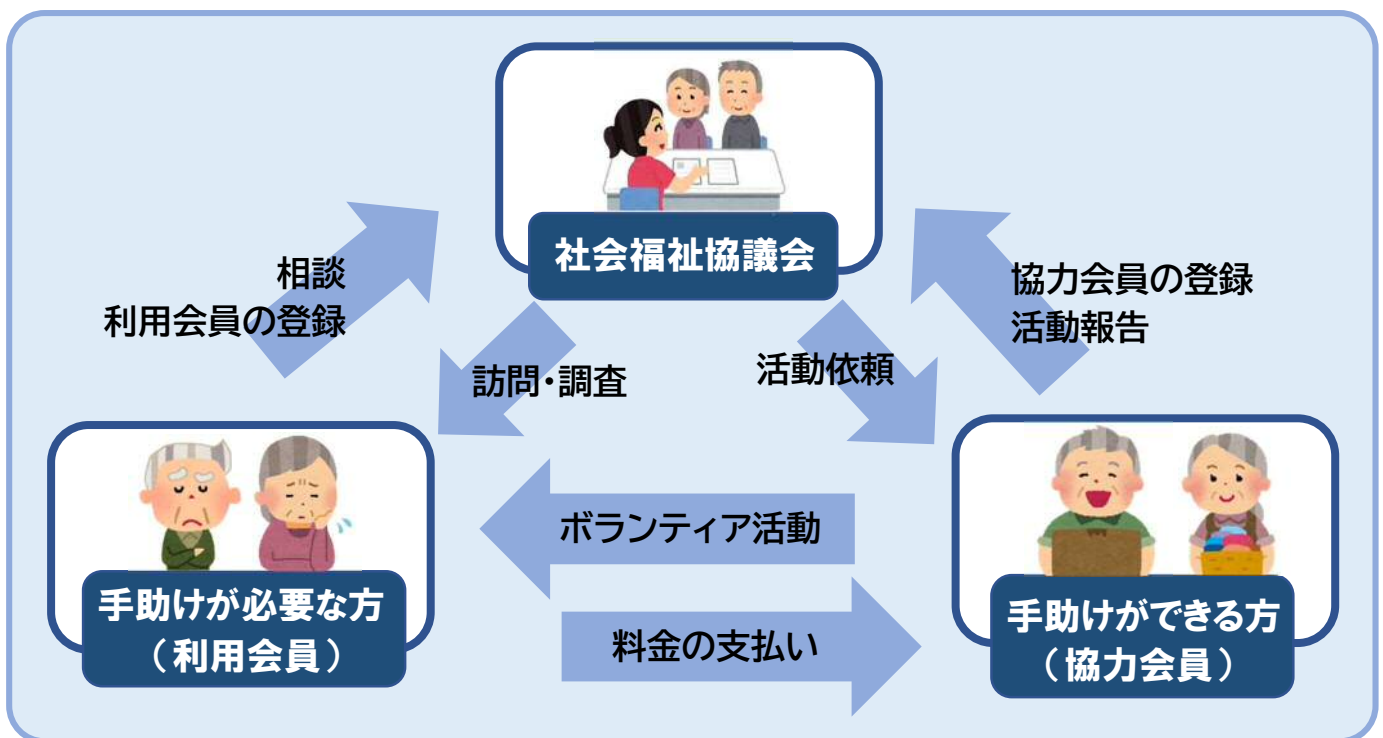 社会福祉協議会
相談
利用会員の登録
協力会員の登録
活動報告
訪問・調査
活動依頼
ボランティア活動
料金の支払い
手助けが必要な方
（利用会員）
手助けができる方
（協力会員）